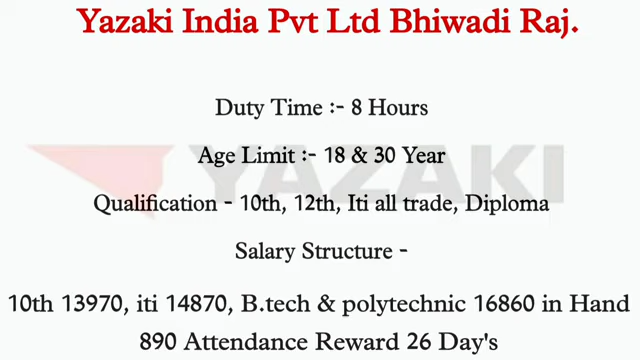 Yazaki India Pvt Ltd Bhiwadi Raj.
Duty Time :- 8 Hours
Age Limit :- 18 & 30 Year
YAZAKI
Qualification - 10th, 12th, Iti all trade, Diploma
Salary Structure -
10th 13970, iti 14870, B.tech & polytechnic 16860 in Hand
890 Attendance Reward 26 Day's